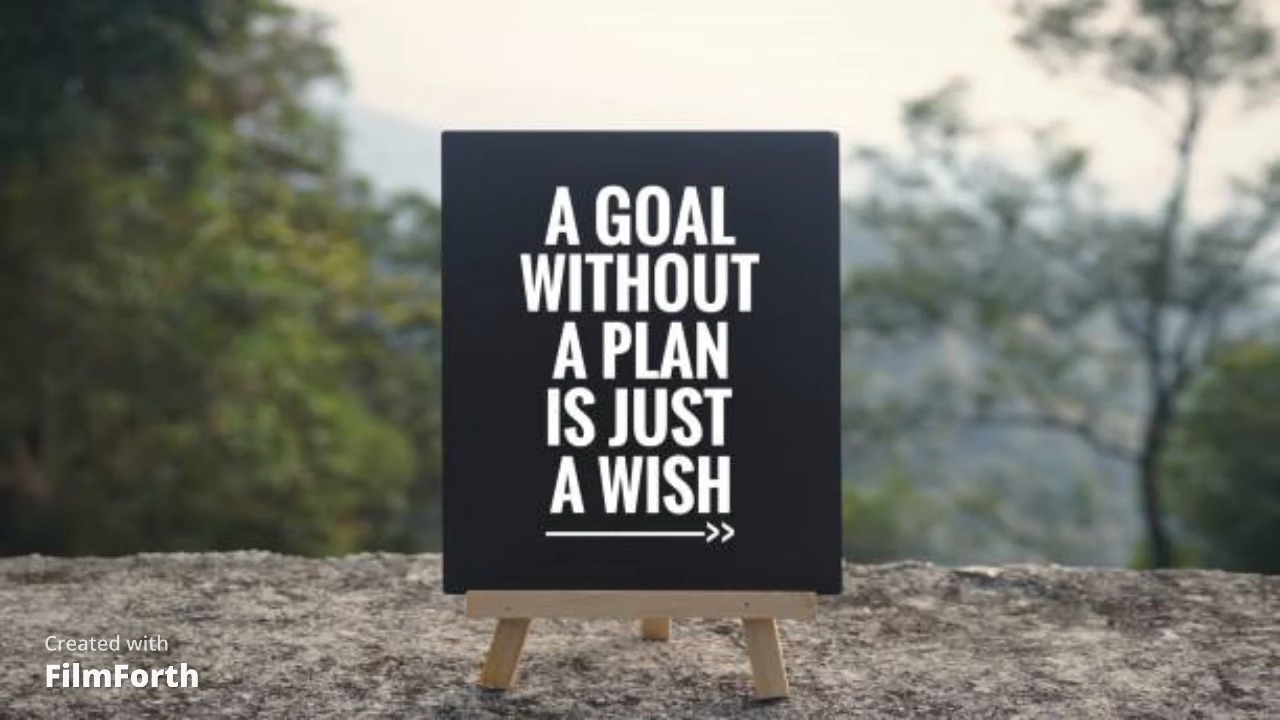 A GOAL
WITHOUT
A PLAN
IS JUST
A WISH
Created with
FilmForth